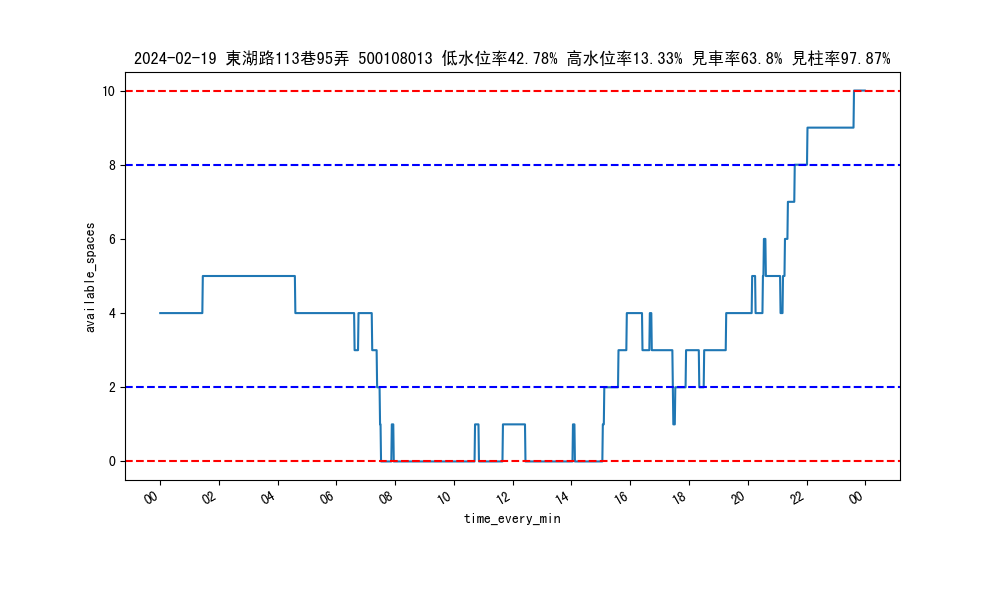 2024-02-19 東湖路113巷95弄 500108013 低水位率42.78% 高水位率13.33% 見車率63.8% 見柱率97.87%
10
8
6
4
2
0
available_spaces
00 02 04 06 08 10 12 14 16 18 20 22 00
time_every_min